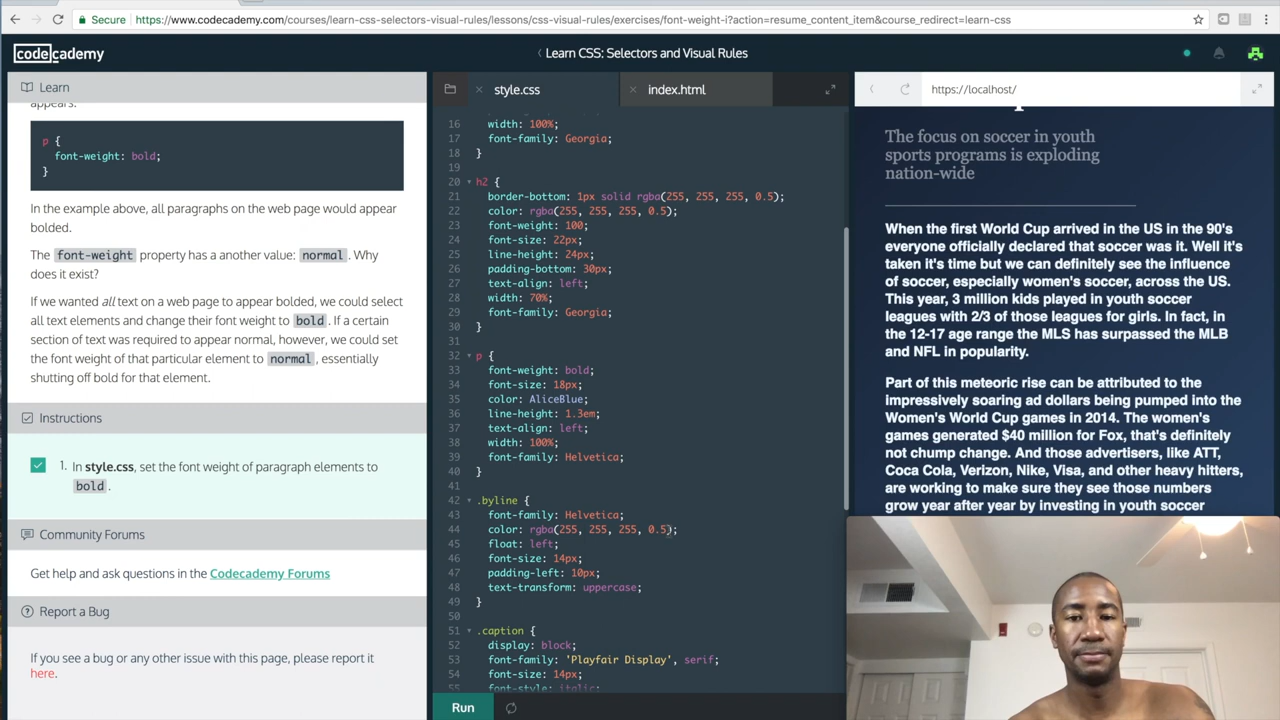 Secure
https://www.codecademy.com/courses/learn-css-selectors-visual-rules/lessons/css-visual-rules/exercises/font-weight-i?action=resume_content_item&course_redirect=learn-css
codecademy
Learn CSS: Selectors and Visual Rules
Learn
appears.
p {
font-weight: bold;
}
In the example above, all paragraphs on the web page would appear
bolded.
The font-weight property has a another value: normal. Why
does it exist?
If we wanted all text on a web page to appear bolded, we could select
all text elements and change their font weight to bold. If a certain
section of text was required to appear normal, however, we could set
the font weight of that particular element to normal, essentially
shutting off bold for that element.
Instructions
1. In style.css, set the font weight of paragraph elements to
bold.
Community Forums
Get help and ask questions in the Codecademy Forums
Report a Bug
If you see a bug or any other issue with this page, please report it
here.
style.css
index.html
16 width: 100%;
17 font-family: Georgia;
18 }
19
20 h2 {
21 border-bottom: 1px solid rgba(255, 255, 255, 0.5);
22 color: rgba(255, 255, 255, 0.5);
23 font-weight: 100;
24 font-size: 22px;
25 line-height: 24px;
26 padding-bottom: 30px;
27 text-align: left;
28 width: 70%;
29 font-family: Georgia;
30 }
31
32 p {
33 font-weight: bold;
34 font-size: 18px;
35 color: AliceBlue;
36 line-height: 1.3em;
37 text-align: left;
38 width: 100%;
39 font-family: Helvetica;
40 }
41
42 .byline {
43 font-family: Helvetica;
44 color: rgba(255, 255, 255, 0.5);
45 float: left;
46 font-size: 14px;
47 padding-left: 10px;
48 text-transform: uppercase;
49 }
50
51 .caption {
52 display: block;
53 font-family: 'Playfair Display', serif;
54 font-size: 14px;
55 font-style: italic;
Run
https://localhost/
The focus on soccer in youth
sports programs is exploding
nation-wide
When the first World Cup arrived in the US in the 90's
everyone officially declared that soccer was it. Well it's
taken it's time but we can definitely see the influence
of soccer, especially women's soccer, across the US.
This year, 3 million kids played in youth soccer
leagues with 2/3 of those leagues for girls. In fact, in
the 12-17 age range the MLS has surpassed the MLB
and NFL in popularity.
Part of this meteoric rise can be attributed to the
impressively soaring ad dollars being pumped into the
Women's World Cup games in 2014. The women's
games generated $40 million for Fox, that's definitely
not chump change. And those advertisers, like ATT,
Coca Cola, Verizon, Nike, Visa, and other heavy hitters,
are working to make sure they see those numbers
grow year after year by investing in youth soccer